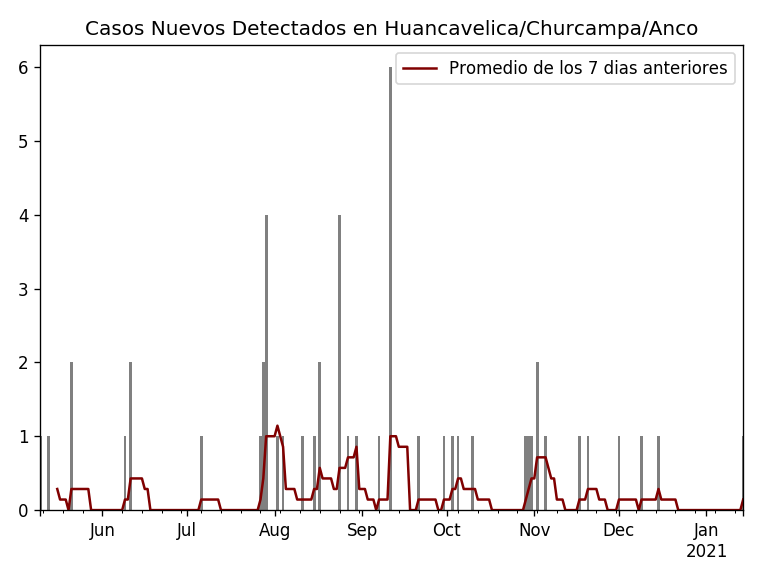 Casos Nuevos Detectados en Huancavelica/Churcampa/Anco
Promedio de los 7 dias anteriores
6
5
4
3
2
1
0
Jun Jul Aug Sep Oct Nov Dec Jan
2021